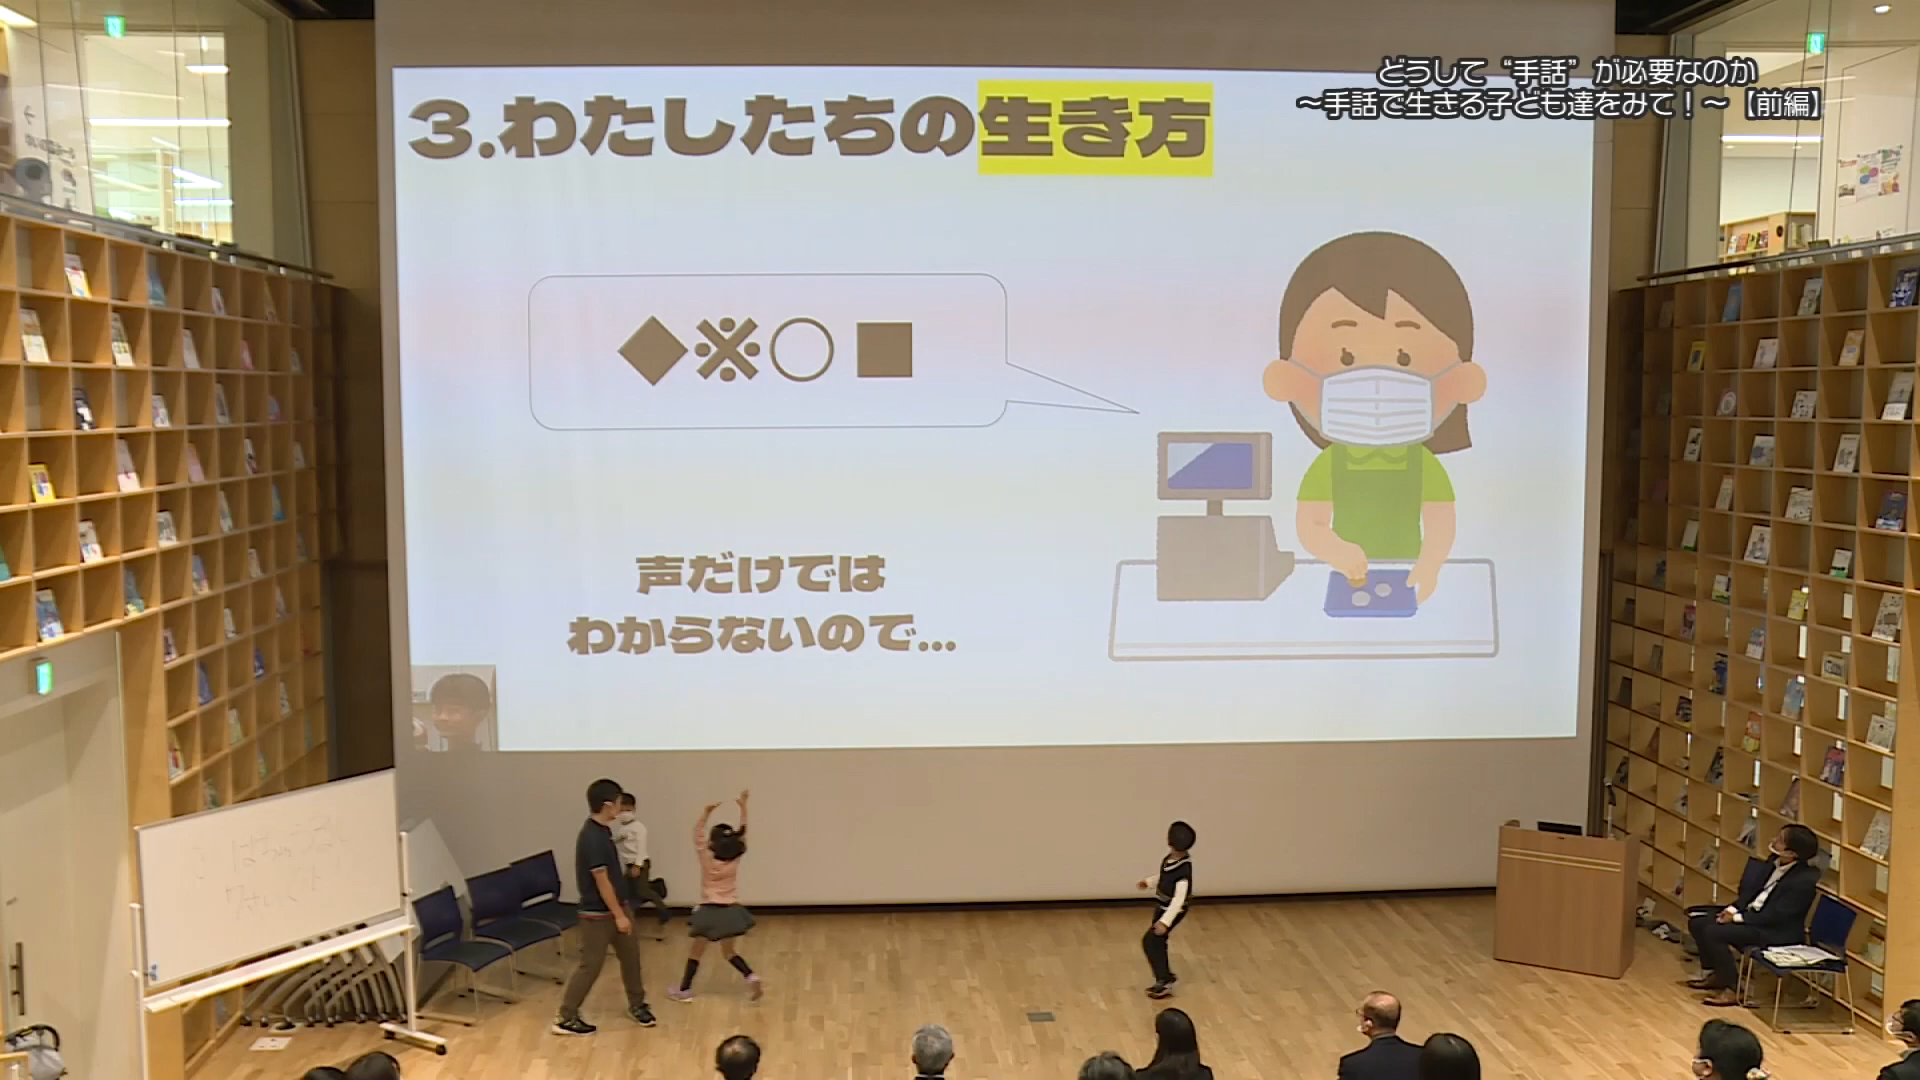 どうして“手話”が必要なのか
～手話で生きる子ども達をみて！～【前編】
3.わたしたちの生き方
◆※○■
声だけでは
わからないので...